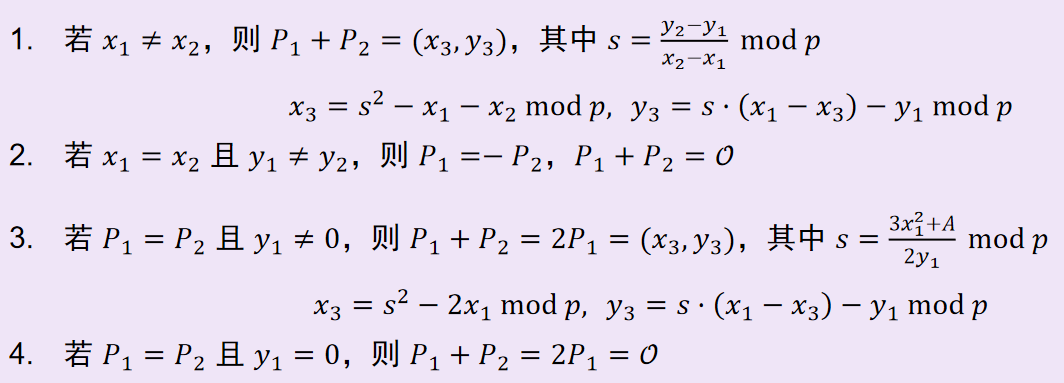 1. 若 x₁ ≠ x₂，则 P₁ + P₂ = (x₃, y₃)，其中 s = (y₂−y₁)/(x₂−x₁) mod p
x₃ = s² − x₁ − x₂ mod p, y₃ = s · (x₁ − x₃) − y₁ mod p
2. 若 x₁ = x₂ 且 y₁ ≠ y₂，则 P₁ =− P₂，P₁ + P₂ = 𝒪
3. 若 P₁ = P₂ 且 y₁ ≠ 0，则 P₁ + P₂ = 2P₁ = (x₃, y₃)，其中 s = (3x₁²+A)/(2y₁) mod p
x₃ = s² − 2x₁ mod p, y₃ = s · (x₁ − x₃) − y₁ mod p
4. 若 P₁ = P₂ 且 y₁ = 0，则 P₁ + P₂ = 2P₁ = 𝒪